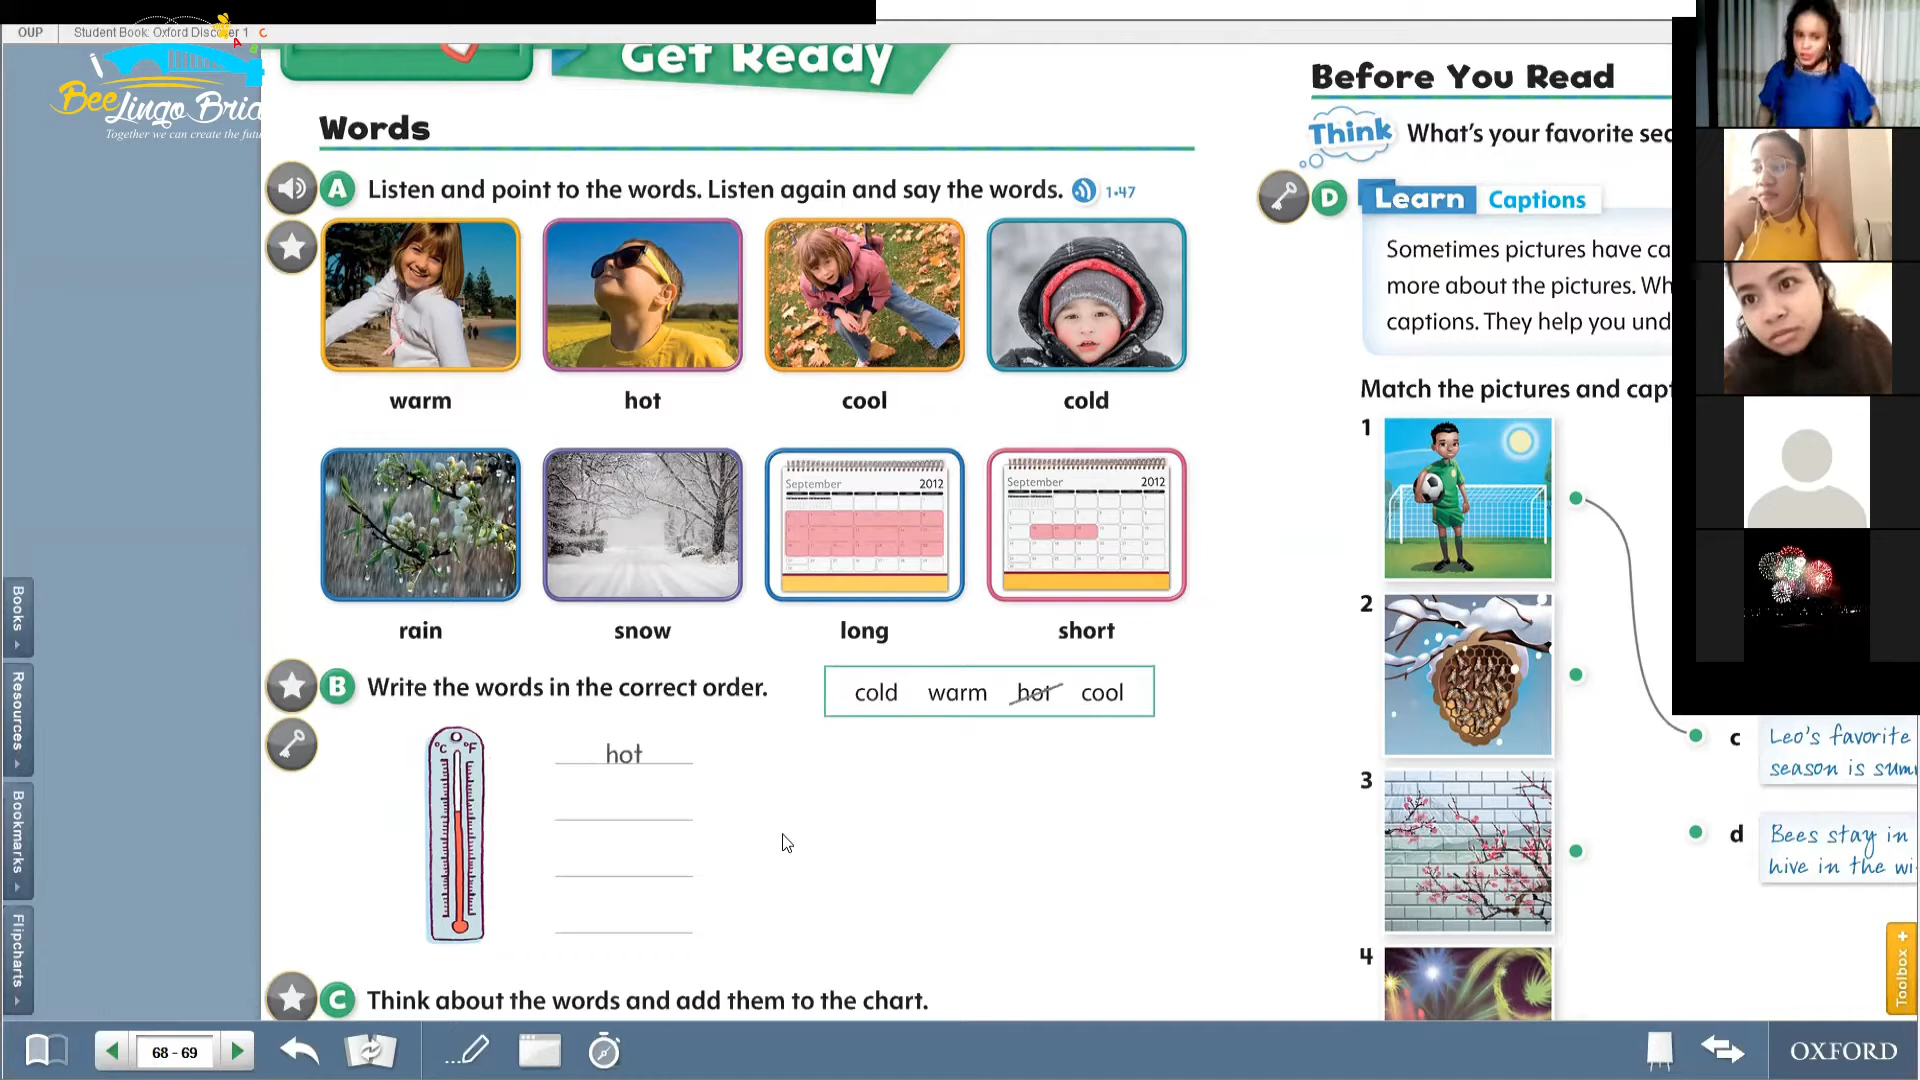 OUP Student Book: Oxford Discover 1
BeeLingo Brid
Together we can create the futu
Get Ready
Words
A Listen and point to the words. Listen again and say the words. 1•47
warm hot cool cold
September 2012
September 2012
rain snow long short
B Write the words in the correct order.
cold warm hot cool
°C °F
hot
C Think about the words and add them to the chart.
Before You Read
Think What's your favorite sea
D Learn Captions
Sometimes pictures have ca
more about the pictures. Wh
captions. They help you und
Match the pictures and capt
1
2
3
4
c Leo's favorite
season is summ
d Bees stay in
hive in the wi
Books
Resources
Bookmarks
Flipcharts
Toolbox +
68 - 69
OXFORD